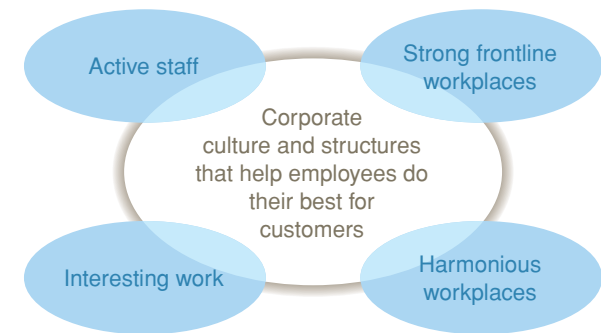 Active staff
Strong frontline
workplaces
Corporate
culture and structures
that help employees do
their best for
customers
Interesting work
Harmonious
workplaces